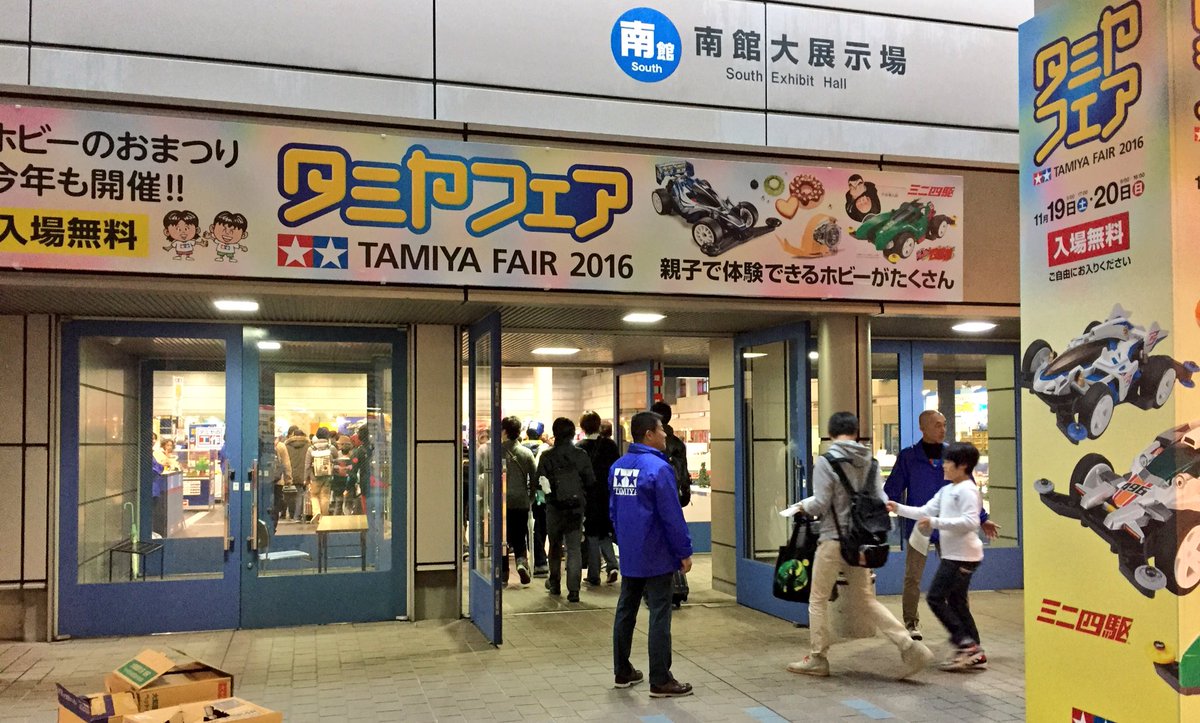 南館
South
南館大展示場
South Exhibit Hall
ホビーのおまつり
今年も開催!!
入場無料
タミヤフェア
TAMIYA FAIR 2016
親子で体験できるホビーがたくさん
ミニ四駆
TAMIYA
タミヤ
フェア
TAMIYA FAIR 2016
11月19日土・20日日
入場無料
ご自由にお入りください
ミニ四駆